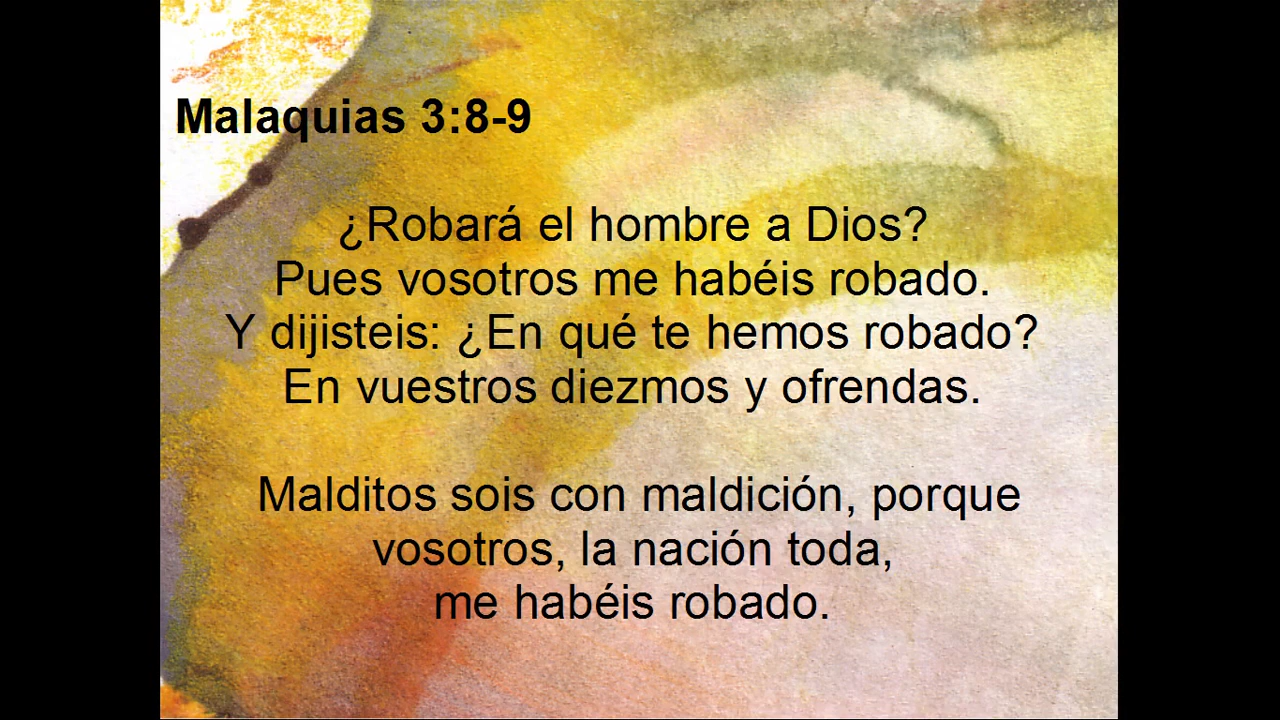 Malaquias 3:8-9
¿Robará el hombre a Dios?
Pues vosotros me habéis robado.
Y dijisteis: ¿En qué te hemos robado?
En vuestros diezmos y ofrendas.
Malditos sois con maldición, porque
vosotros, la nación toda,
me habéis robado.